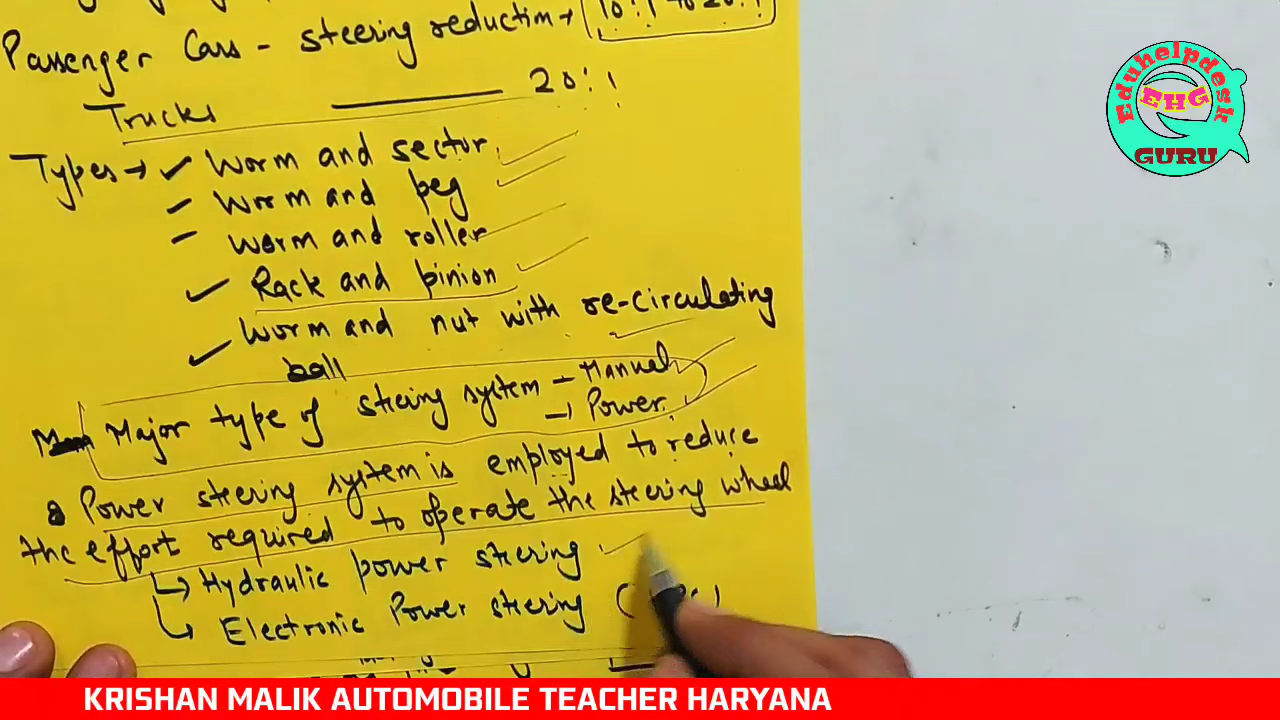 Passenger Cars - steering reduction → 10:1 to 20:1
Trucks 20:1
Types → Worm and sector
Worm and peg
worm and roller
Rack and pinion
Worm and nut with re-circulating
ball
Major type of steering system - Manual
→ Power.
Power steering system is employed to reduce
the effort required to operate the steering wheel
↳ Hydraulic power steering
↳ Electronic Power steering (
Eduhelpdesk
EHG
GURU
KRISHAN MALIK AUTOMOBILE TEACHER HARYANA